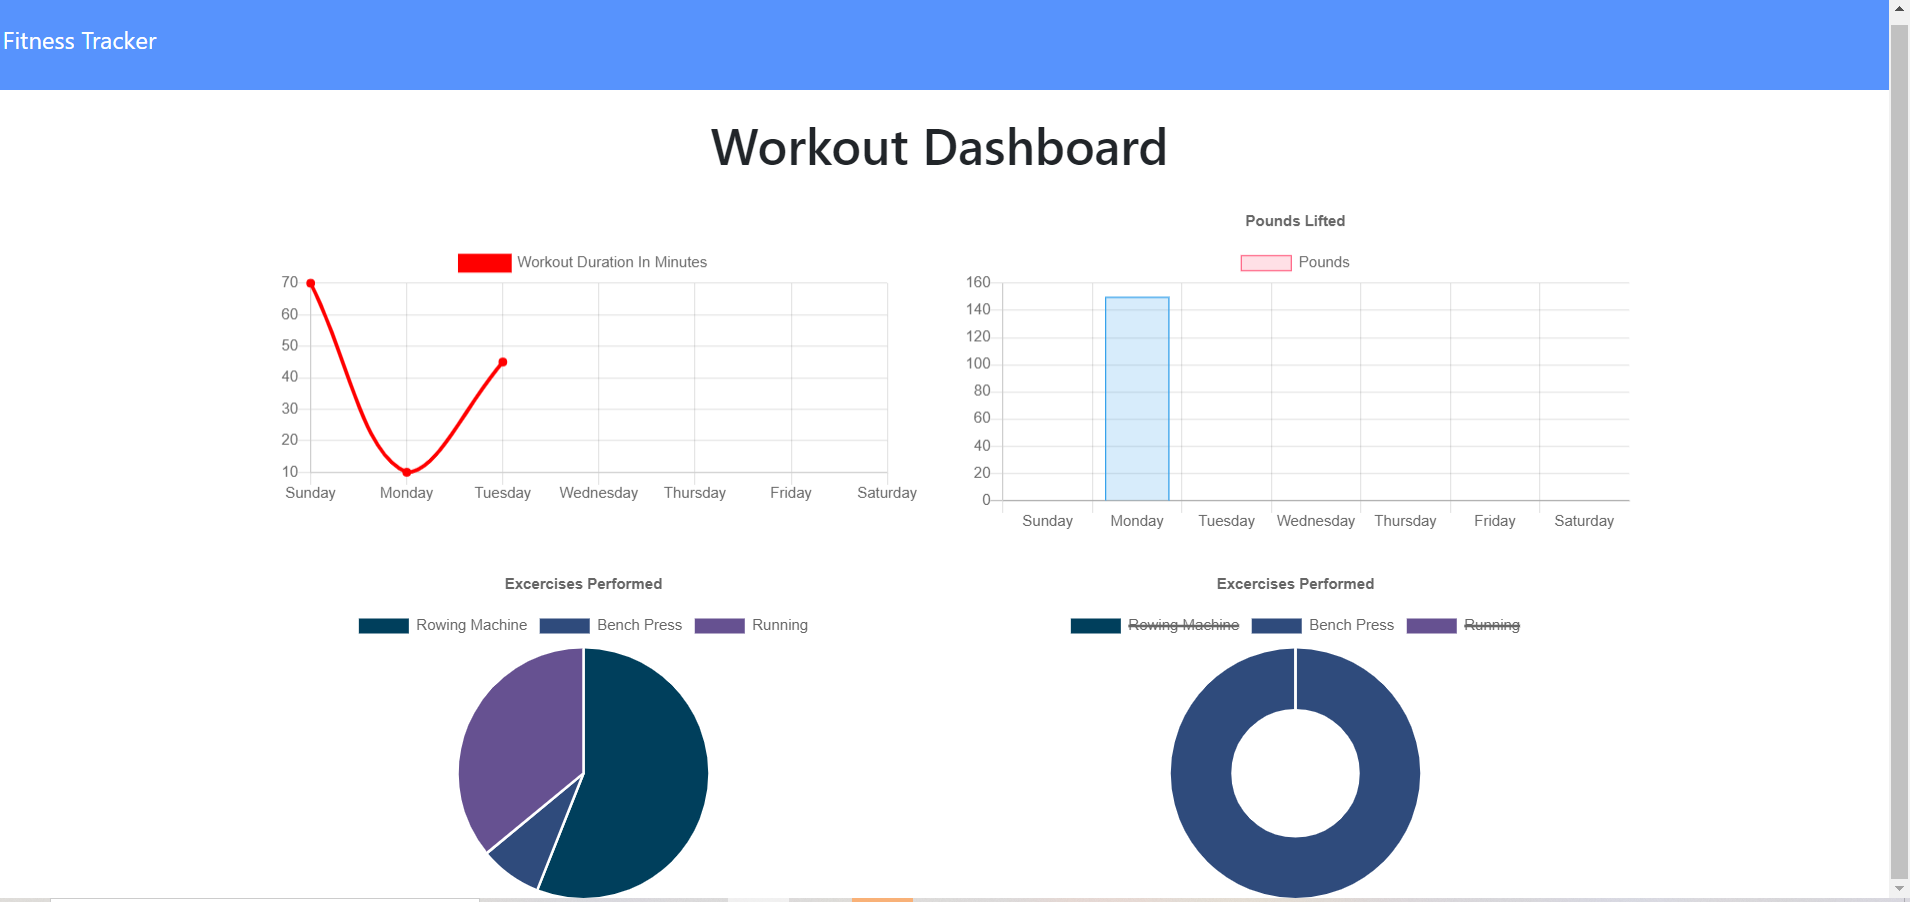 Fitness Tracker
Workout Dashboard
Workout Duration In Minutes
70
60
50
40
30
20
10
Sunday Monday Tuesday Wednesday Thursday Friday Saturday
Pounds Lifted
Pounds
160
140
120
100
80
60
40
20
0
Sunday Monday Tuesday Wednesday Thursday Friday Saturday
Excercises Performed
Rowing Machine Bench Press Running
Excercises Performed
Rowing Machine Bench Press Running